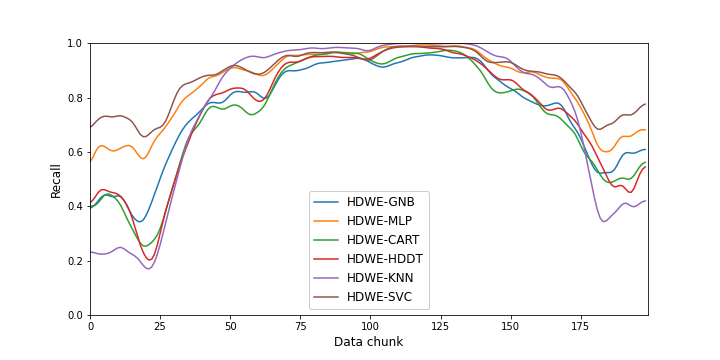 1.0
0.8
0.6
0.4
0.2
0.0
Recall
HDWE-GNB
HDWE-MLP
HDWE-CART
HDWE-HDDT
HDWE-KNN
HDWE-SVC
0 25 50 75 100 125 150 175
Data chunk